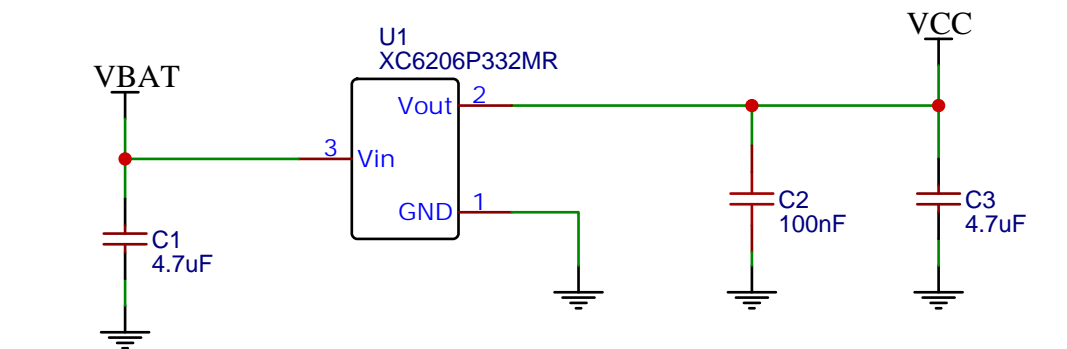 VCC
U1
XC6206P332MR
VBAT
Vout
2
3
Vin
GND
1
C2
100nF
C3
4.7uF
C1
4.7uF